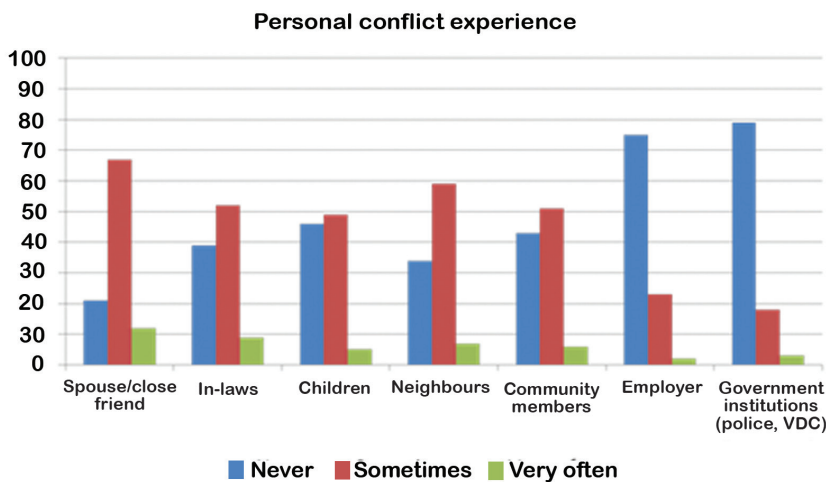 Personal conflict experience
100
90
80
70
60
50
40
30
20
30
0
Spouse/close
friend
In-laws
Children
Neighbours
Community
members
Employer
Government
institutions
(police, VDC)
Never Sometimes Very often